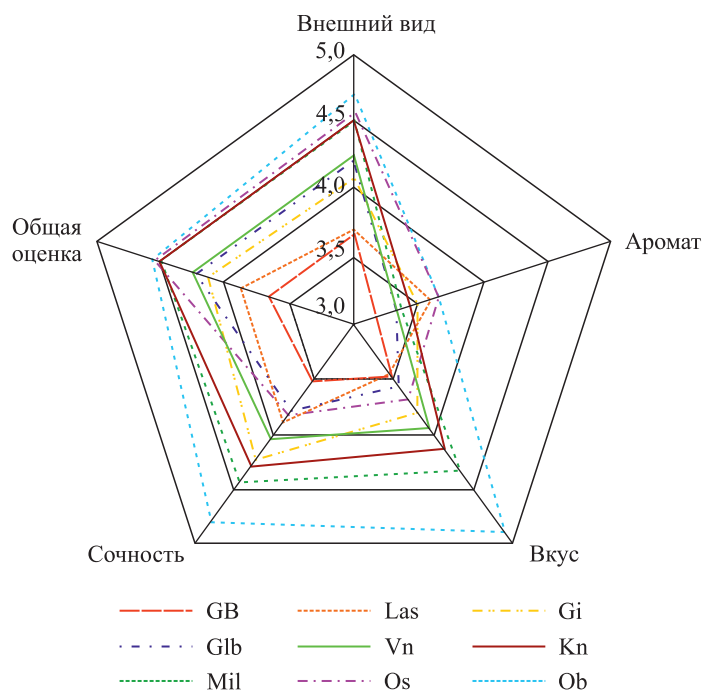 Внешний вид
5,0
4,5
4,0
3,5
3,0
Аромат
Общая
оценка
Сочность
Вкус
GB Las Gi
Glb Vn Kn
Mil Os Ob